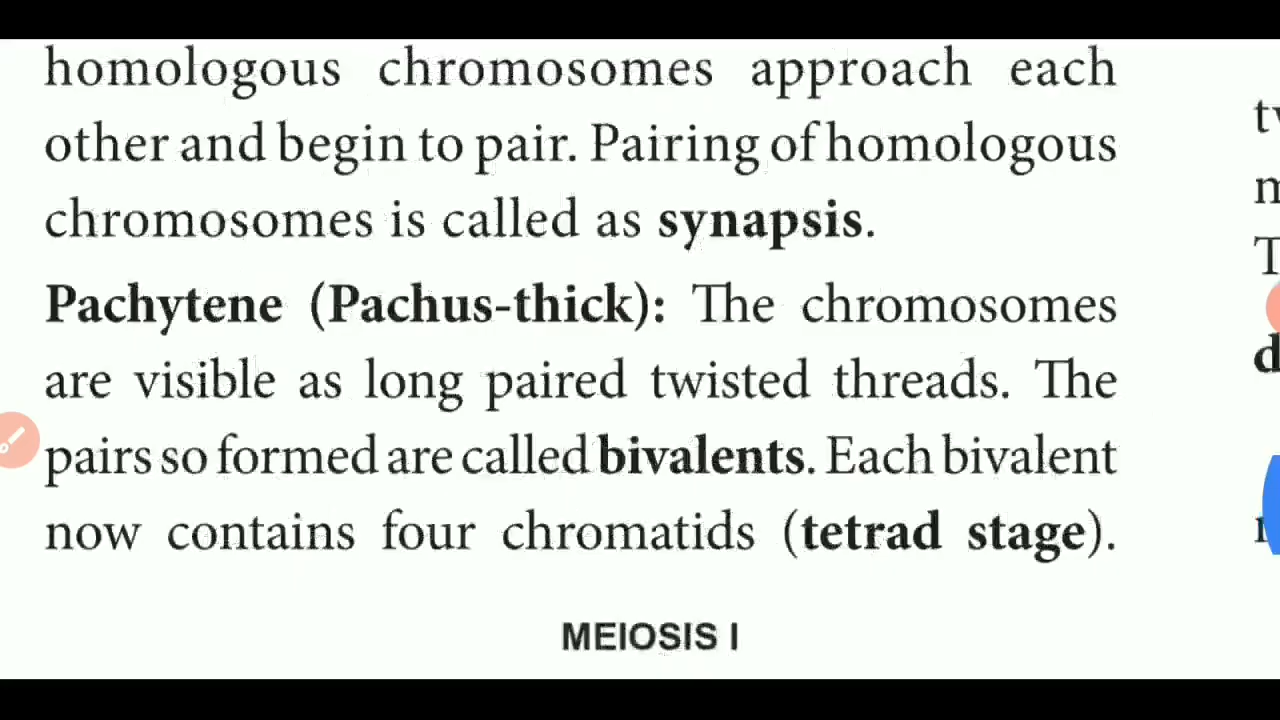 homologous chromosomes approach each
other and begin to pair. Pairing of homologous
chromosomes is called as synapsis.
Pachytene (Pachus-thick): The chromosomes
are visible as long paired twisted threads. The
pairs so formed are called bivalents. Each bivalent
now contains four chromatids (tetrad stage).
MEIOSIS I